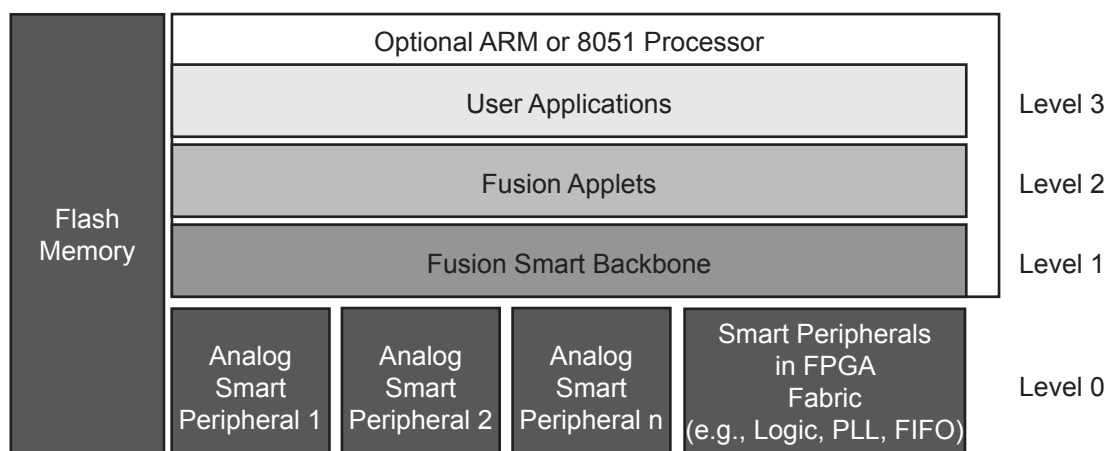 Optional ARM or 8051 Processor
User Applications
Level 3
Fusion Applets
Level 2
Flash
Memory
Fusion Smart Backbone
Level 1
Analog
Smart
Peripheral 1
Analog
Smart
Peripheral 2
Analog
Smart
Peripheral n
Smart Peripherals
in FPGA
Fabric
(e.g., Logic, PLL, FIFO)
Level 0